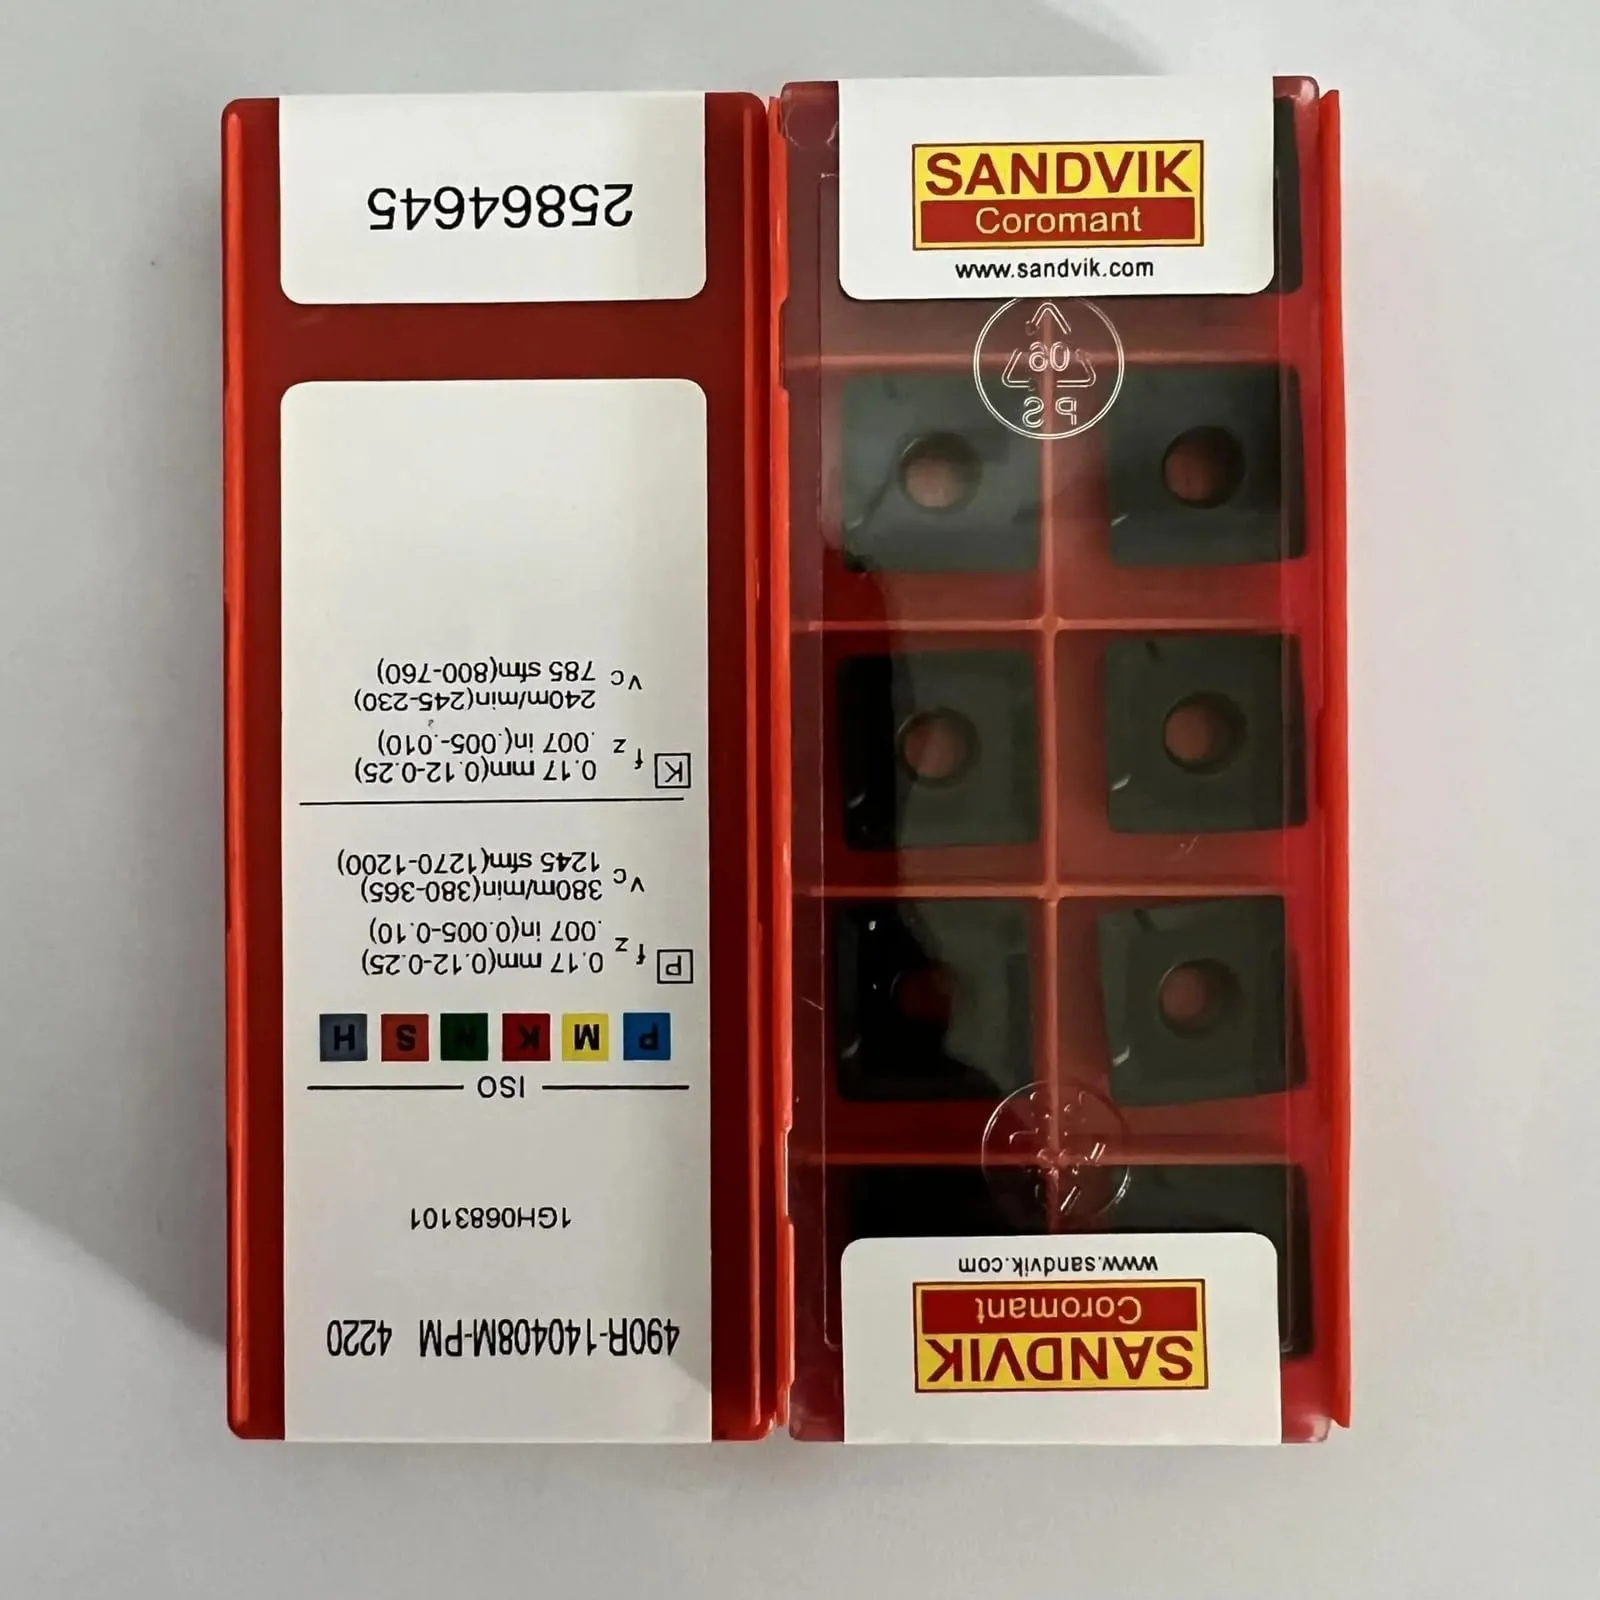 25864645
490R-140408M-PM 4220
1GH0683101
ISO
P M K N S H
P fz 0.17 mm(0.12-0.25)
.007 in(0.005-0.10)
vc 380m/min(380-365)
1245 sfm(1270-1200)
K fz 0.17 mm(0.12-0.25)
.007 in(.005-.010)
vc 240m/min(245-230)
785 sfm(800-760)
SANDVIK
Coromant
www.sandvik.com
06
PS
SANDVIK
Coromant
www.sandvik.com